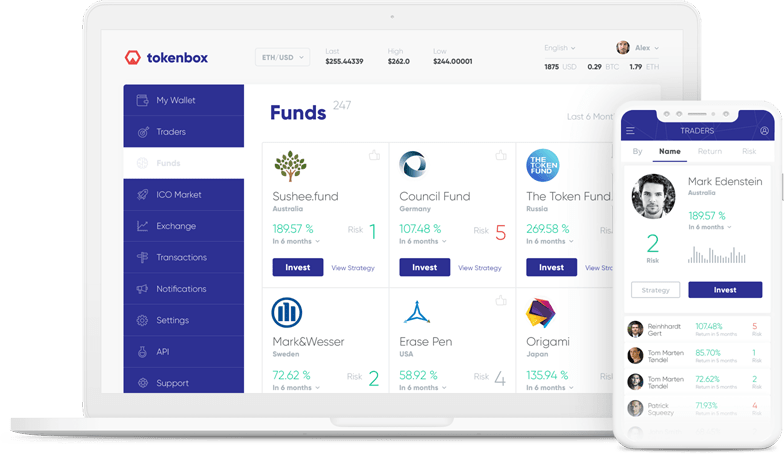 tokenbox
ETH/USD
Last
$255.44339
High
$262.0
Low
$244.00001
English
Alex
1875 USD 0.29 BTC 1.79 ETH
My Wallet
Traders
Funds
ICO Market
Exchange
Transactions
Notifications
Settings
API
Support
Funds 247
Last 6 Mont
Sushee.fund
Australia
189.57 %
In 6 months
Risk 1
Invest
View Strategy
Council Fund
Germany
107.48 %
In 6 months
Risk 5
Invest
View Strategy
THE
TOKEN
FUND
The Token Fund
Russia
269.58 %
In 6 months
Risk
Invest
View Stra
Mark&Wesser
Sweden
72.62 %
In 6 months
Risk 2
Erase Pen
USA
58.92 %
In 6 months
Risk 4
Origami
Japan
135.94 %
In 6 months
Risk
TRADERS
By Name Return Risk
Mark Edenstein
Australia
189.57 %
In 6 months
2
Risk
Strategy
Invest
Reinhardt
Gert
107.48%
Return in 6 months
5
Risk
Tom Marten
Tøndel
85.70%
Return in 6 months
1
Risk
Tom Marten
Tøndel
72.62%
Return in 6 months
2
Risk
Patrick
Squeezy
71.93%
Return in 6 months
4
Risk